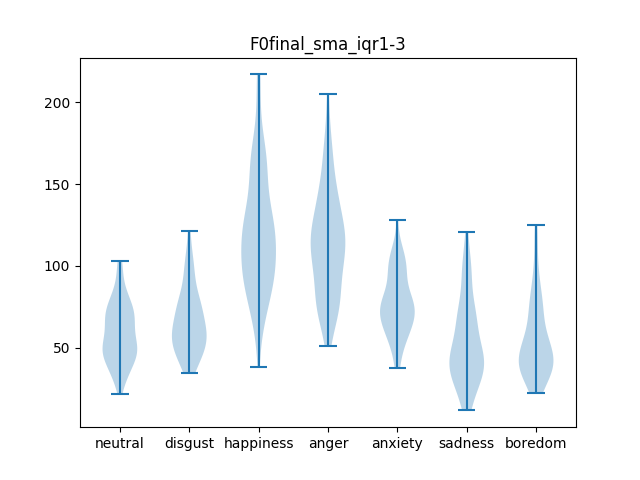 F0final_sma_iqr1-3
200
150
100
50
neutral disgust happiness anger anxiety sadness boredom